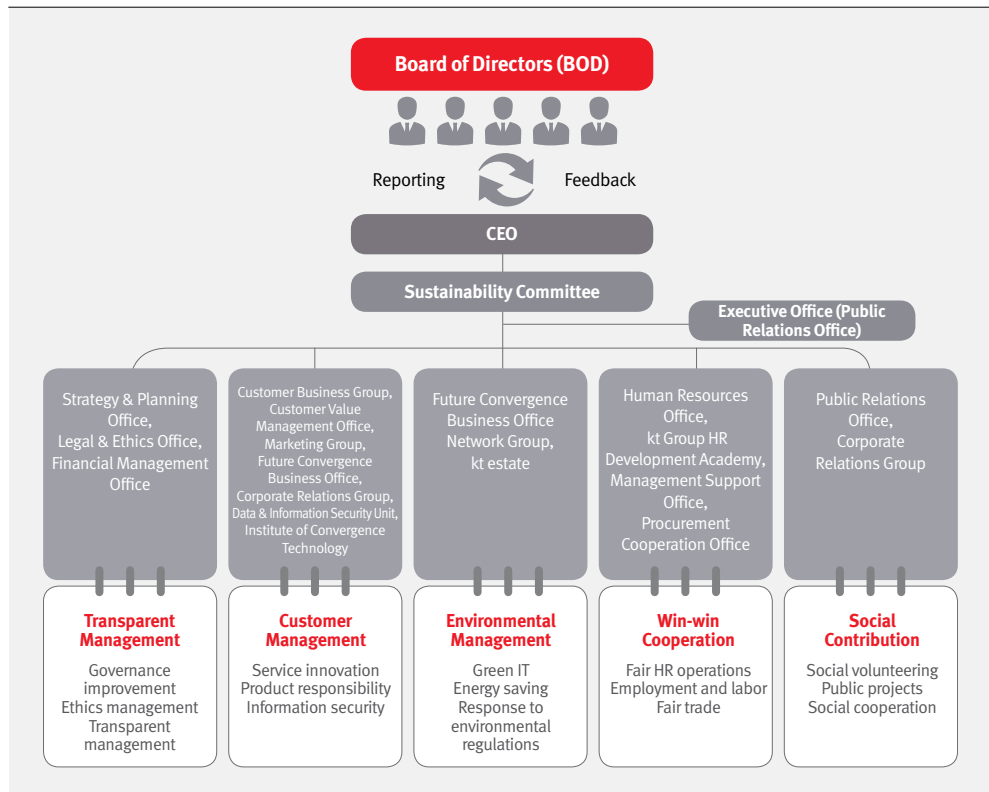 Board of Directors (BOD)
Reporting
Feedback
CEO
Sustainability Committee
Executive Office (Public
Relations Office)
Strategy & Planning
Office,
Legal & Ethics Office,
Financial Management
Office
Customer Business Group,
Customer Value
Management Office,
Marketing Group,
Future Convergence
Business Office,
Corporate Relations Group,
Data & Information Security Unit,
Institute of Convergence
Technology
Future Convergence
Business Office
Network Group,
kt estate
Human Resources
Office,
kt Group HR
Development Academy,
Management Support
Office,
Procurement
Cooperation Office
Public Relations
Office,
Corporate
Relations Group
Transparent
Management
Governance
improvement
Ethics management
Transparent
management
Customer
Management
Service innovation
Product responsibility
Information security
Environmental
Management
Green IT
Energy saving
Response to
environmental
regulations
Win-win
Cooperation
Fair HR operations
Employment and labor
Fair trade
Social
Contribution
Social volunteering
Public projects
Social cooperation